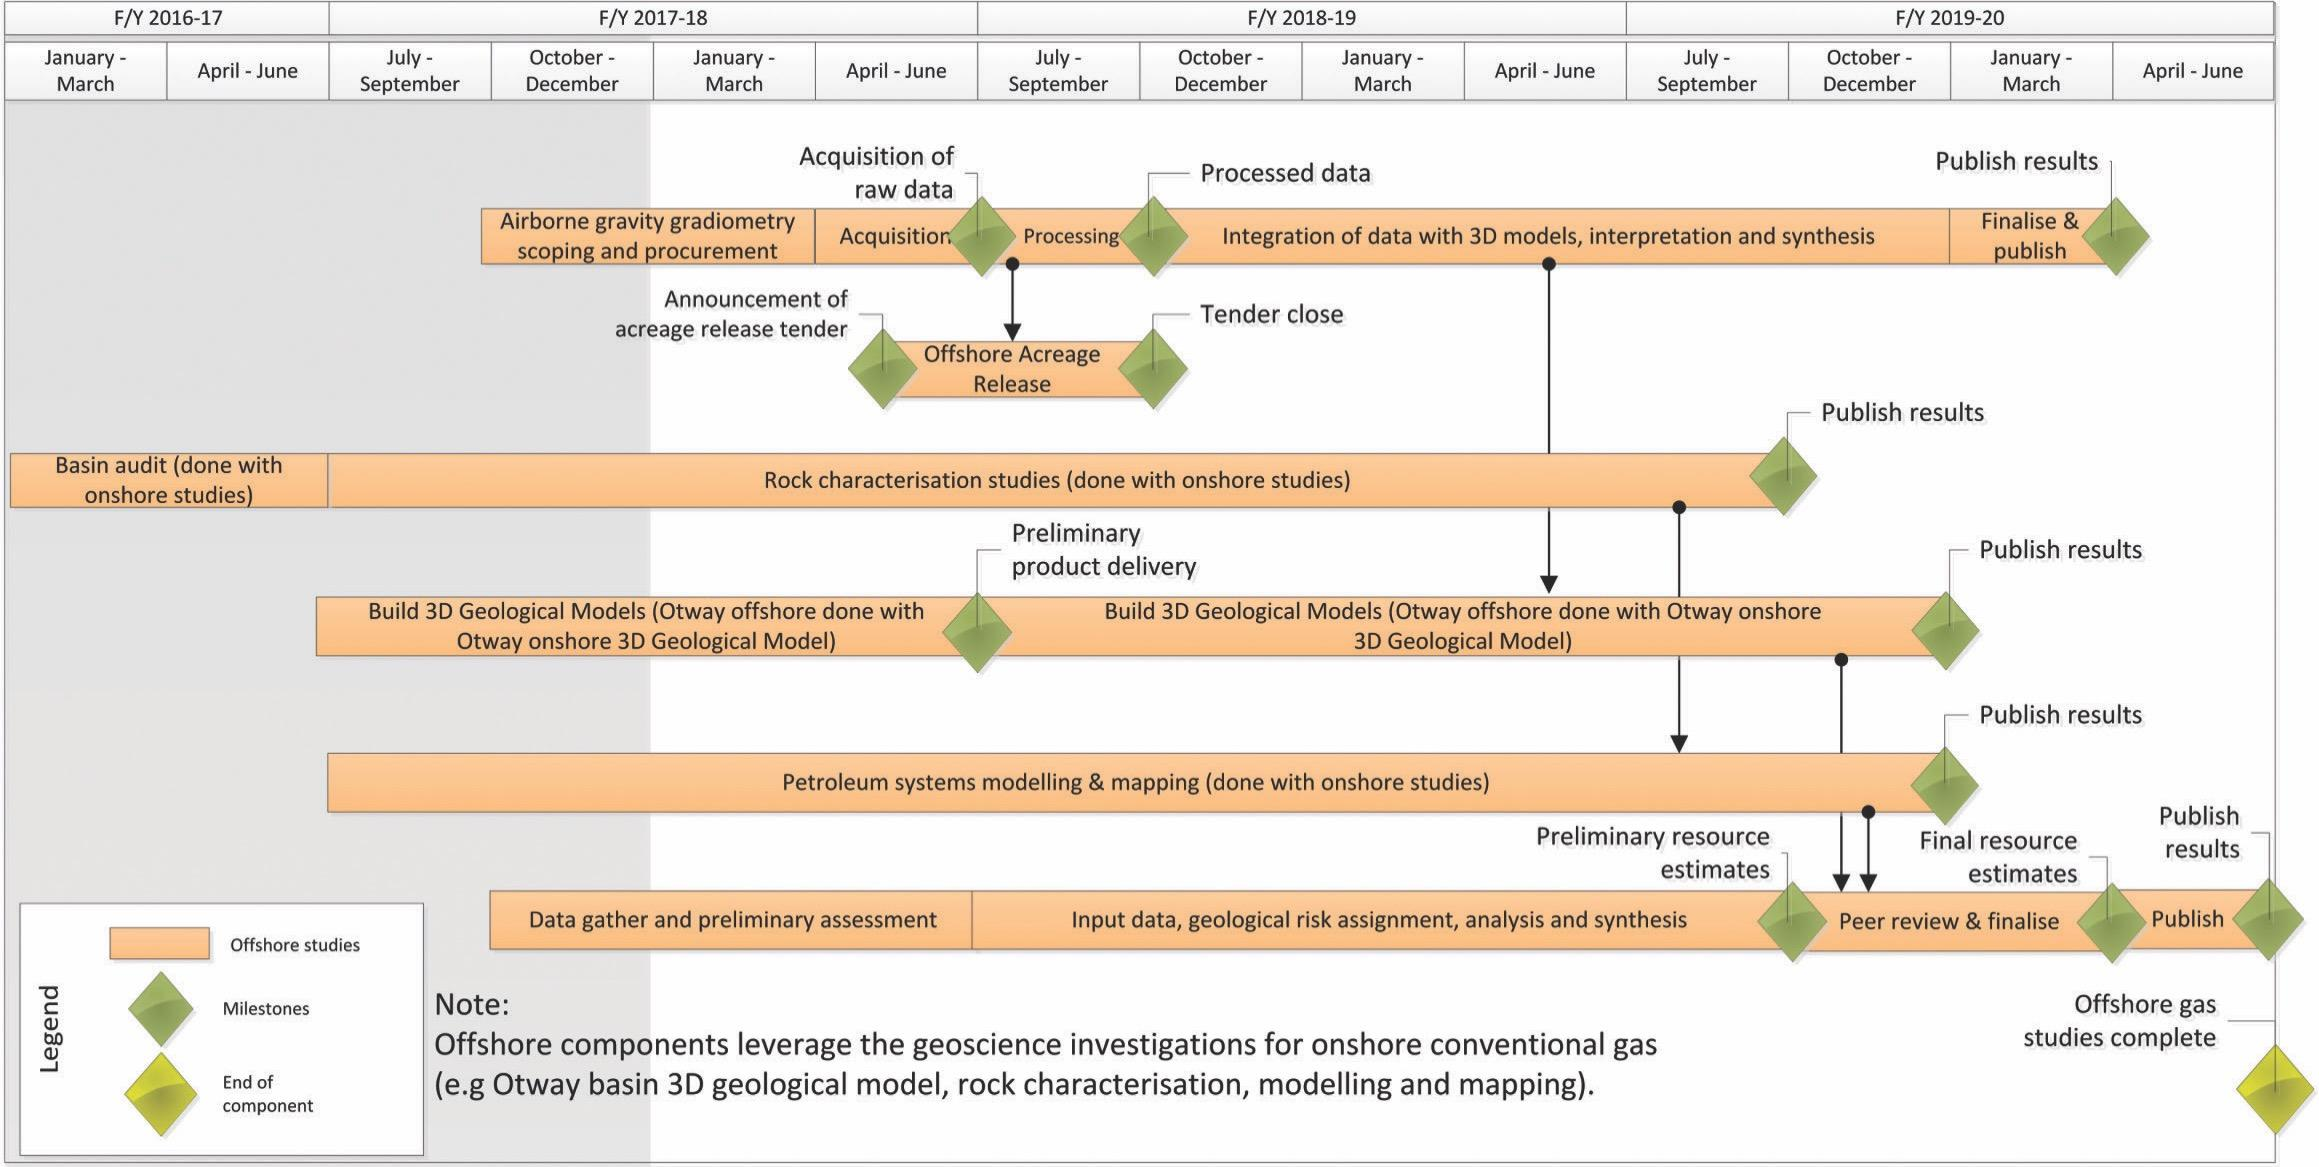 F/Y 2016-17
F/Y 2017-18
F/Y 2018-19
F/Y 2019-20
January -
March
April - June
July -
September
October -
December
January -
March
April - June
July -
September
October -
December
January -
March
April - June
July -
September
October -
December
January -
March
April - June
Acquisition of
raw data
Processed data
Publish results
Airborne gravity gradiometry
scoping and procurement
Acquisition
Processing
Integration of data with 3D models, interpretation and synthesis
Finalise &
publish
Announcement of
acreage release tender
Tender close
Offshore Acreage
Release
Publish results
Basin audit (done with
onshore studies)
Rock characterisation studies (done with onshore studies)
Preliminary
product delivery
Publish results
Build 3D Geological Models (Otway offshore done with
Otway onshore 3D Geological Model)
Build 3D Geological Models (Otway offshore done with Otway onshore
3D Geological Model)
Publish results
Petroleum systems modelling & mapping (done with onshore studies)
Preliminary resource
estimates
Final resource
estimates
Publish
results
Data gather and preliminary assessment
Input data, geological risk assignment, analysis and synthesis
Peer review & finalise
Publish
Legend
Offshore studies
Milestones
End of
component
Note:
Offshore components leverage the geoscience investigations for onshore conventional gas
(e.g Otway basin 3D geological model, rock characterisation, modelling and mapping).
Offshore gas
studies complete